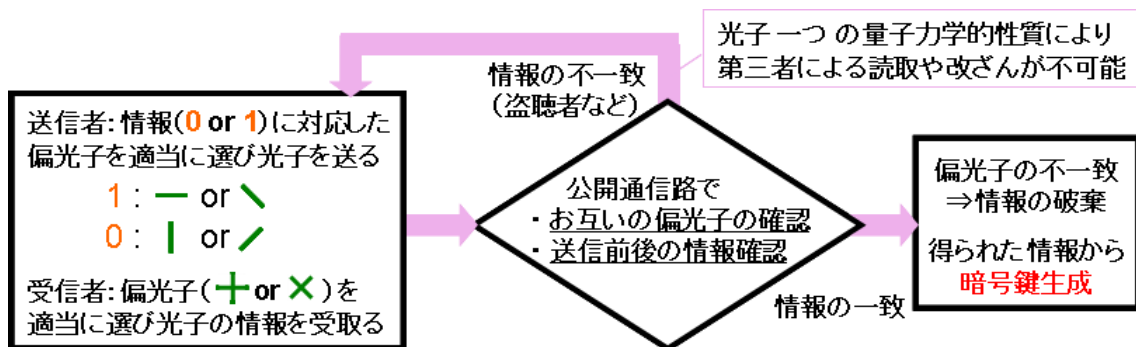 光子一つの量子力学的性質により
第三者による読取や改ざんが不可能
情報の不一致
(盗聴者など)
送信者:情報(0 or 1)に対応した
偏光子を適当に選び光子を送る
1 : ― or ＼
0 : | or ／
受信者:偏光子(＋or×)を
適当に選び光子の情報を受取る
公開通信路で
・お互いの偏光子の確認
・送信前後の情報確認
情報の一致
偏光子の不一致
⇒情報の破棄
得られた情報から
暗号鍵生成